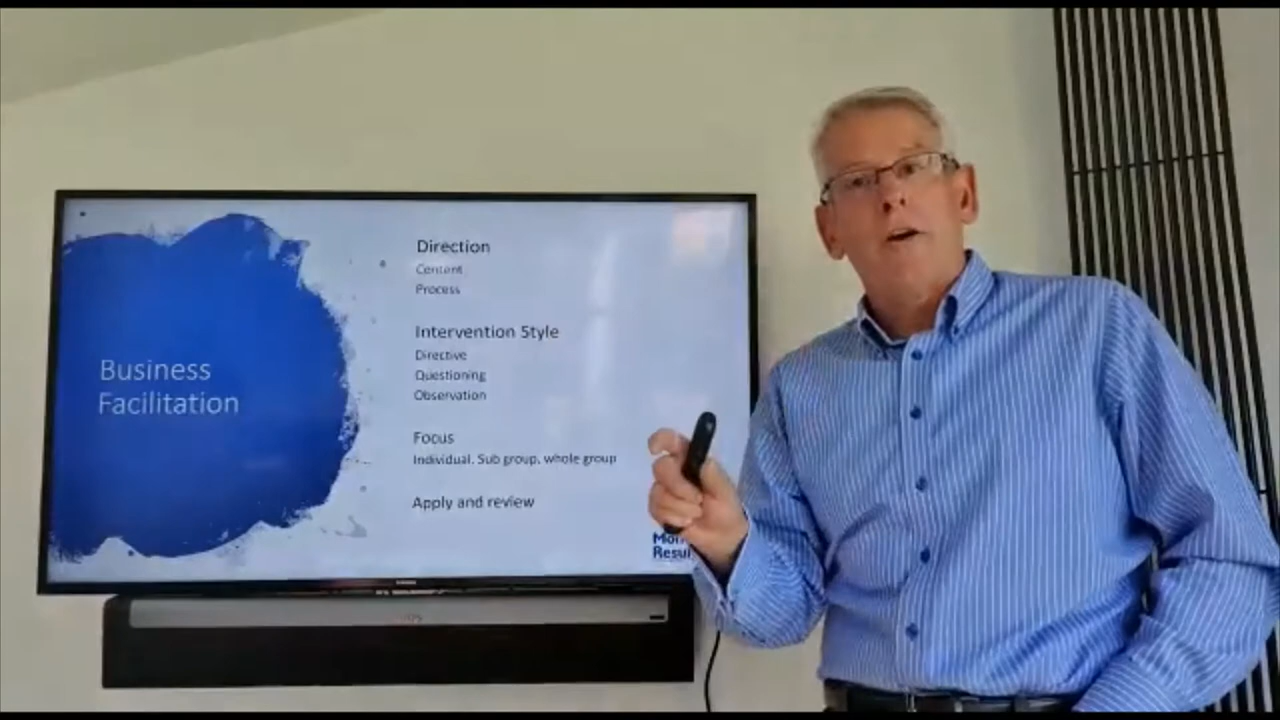 Business
Facilitation
Direction
Content
Process
Intervention Style
Directive
Questioning
Observation
Focus
Individual, Sub group, whole group
Apply and review